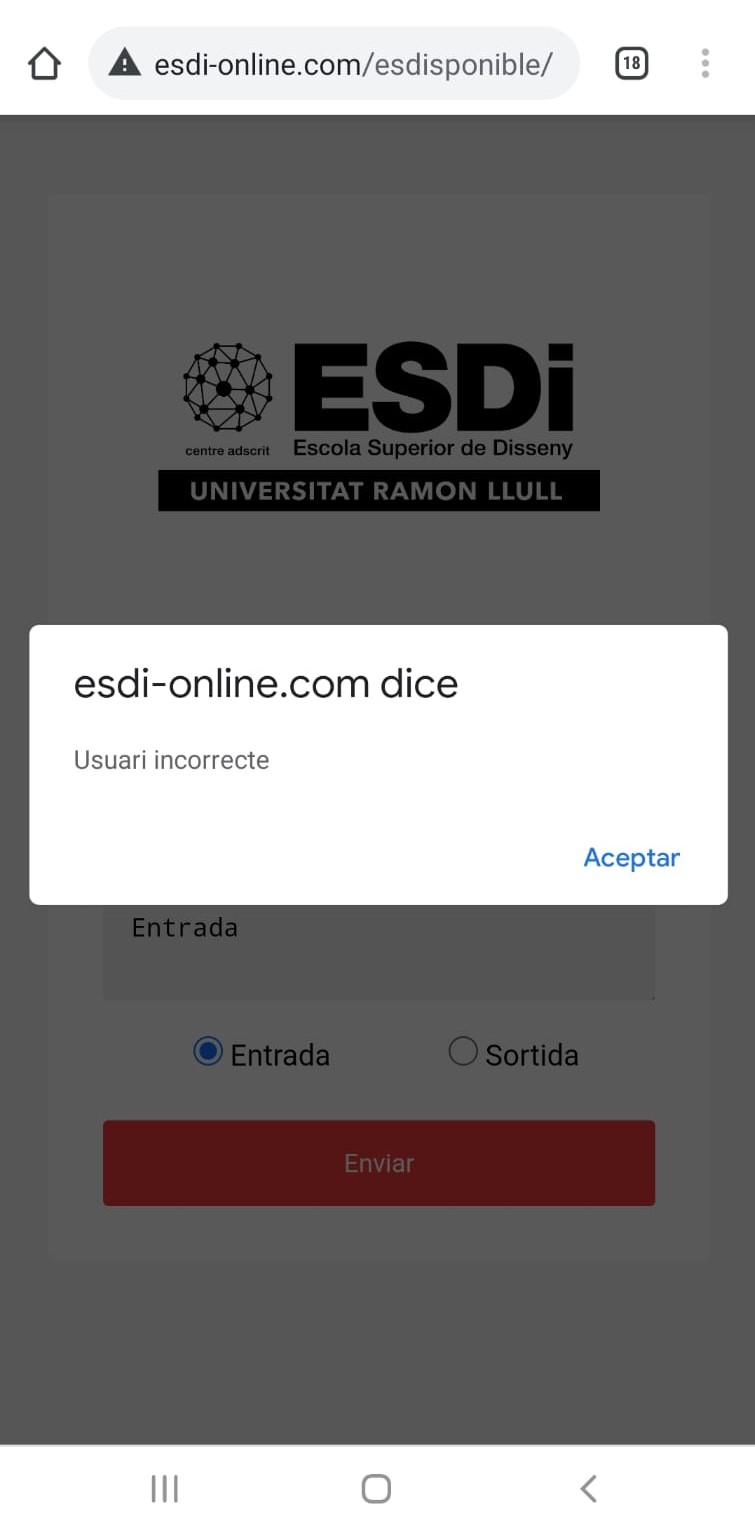 esdi-online.com/esdisponible/
18
ESDi
centre adscrit
Escola Superior de Disseny
UNIVERSITAT RAMON LLULL
esdi-online.com dice
Usuari incorrecte
Aceptar
Entrada
Entrada
Sortida
Enviar